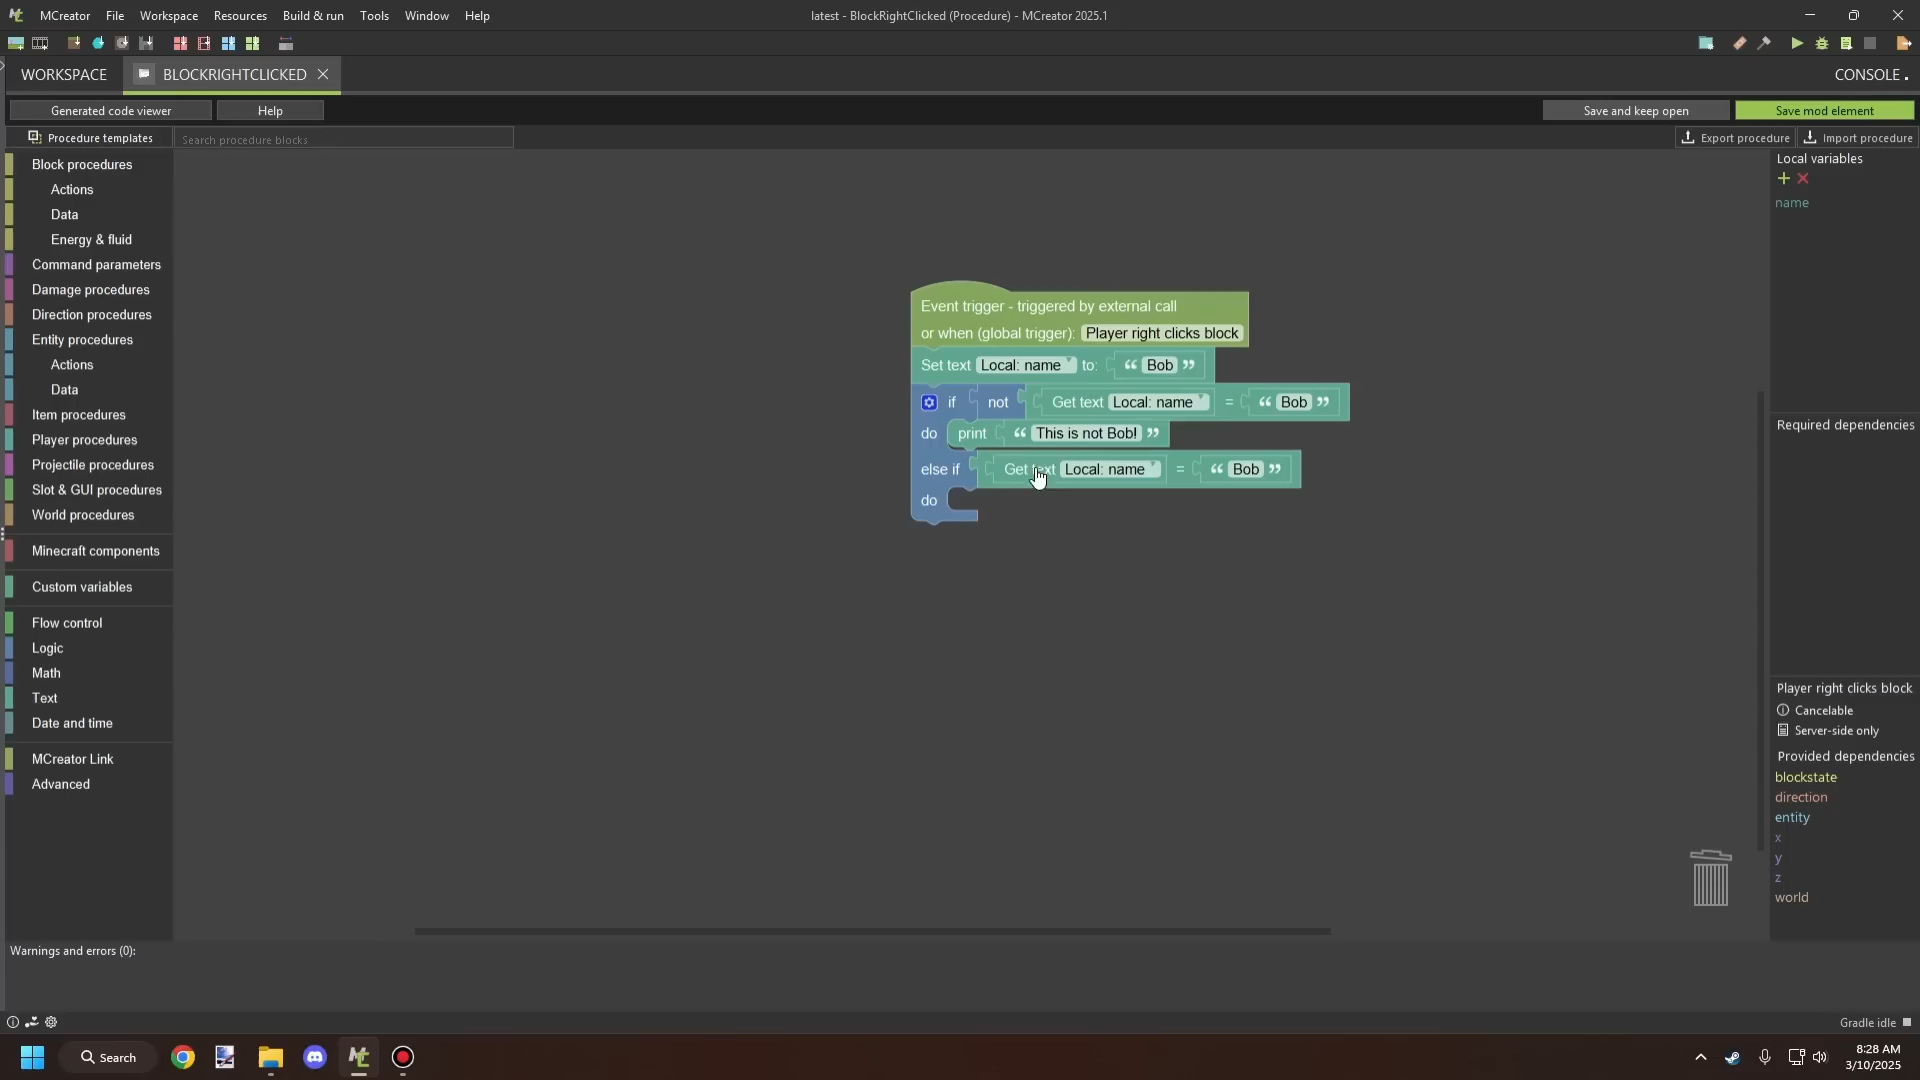 MCreator File Workspace Resources Build & run Tools Window Help
latest - BlockRightClicked (Procedure) - MCreator 2025.1
WORKSPACE
BLOCKRIGHTCLICKED
CONSOLE
Generated code viewer
Help
Save and keep open
Save mod element
Procedure templates
Search procedure blocks
Export procedure
Import procedure
Block procedures
Actions
Data
Energy & fluid
Command parameters
Damage procedures
Direction procedures
Entity procedures
Actions
Data
Item procedures
Player procedures
Projectile procedures
Slot & GUI procedures
World procedures
Minecraft components
Custom variables
Flow control
Logic
Math
Text
Date and time
MCreator Link
Advanced
Event trigger - triggered by external call
or when (global trigger): Player right clicks block
Set text Local: name to: “ Bob ”
if not Get text Local: name = “ Bob ”
do print “ This is not Bob! ”
else if Get text Local: name = “ Bob ”
do
Local variables
name
Required dependencies
Player right clicks block
Cancelable
Server-side only
Provided dependencies
blockstate
direction
entity
x
y
z
world
Warnings and errors (0):
Gradle idle
Search
8:28 AM
3/10/2025